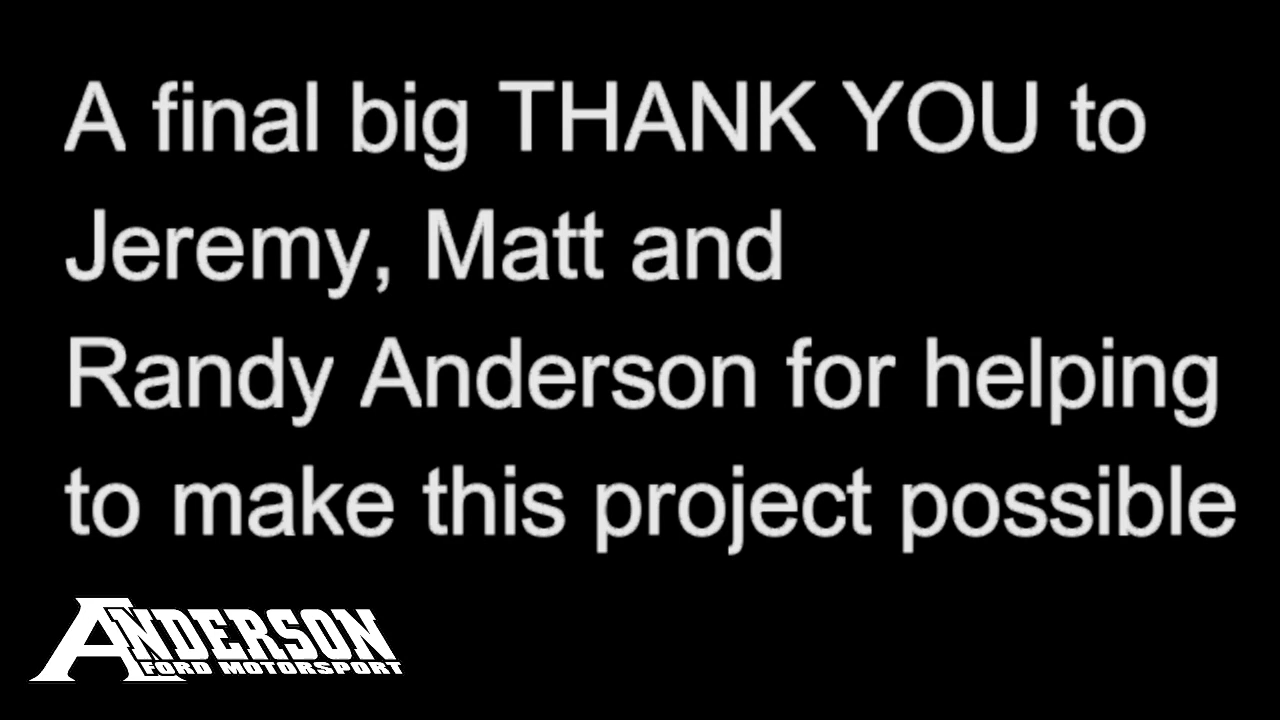 A final big THANK YOU to
Jeremy, Matt and
Randy Anderson for helping
to make this project possible
ANDERSON
FORD MOTORSPORT